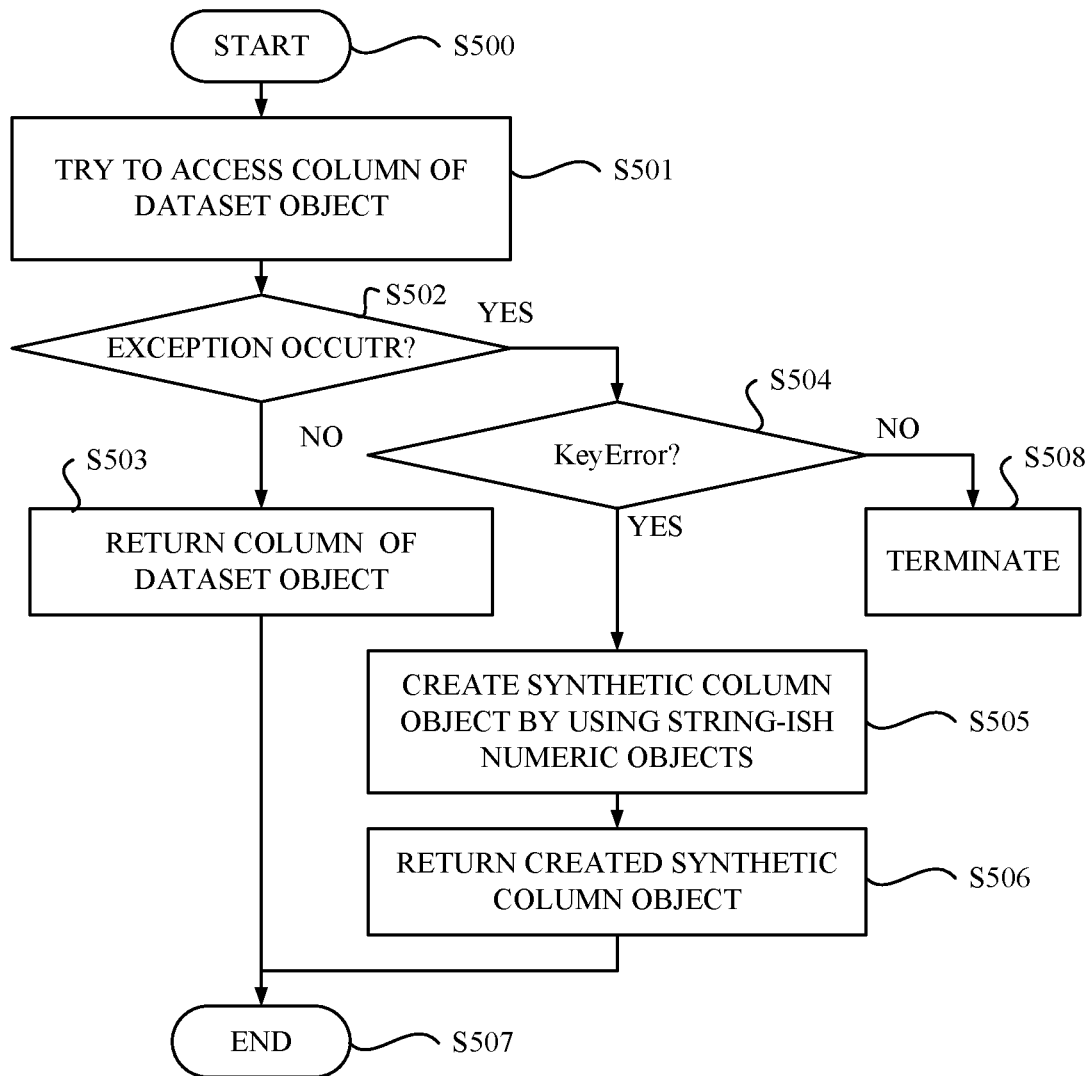 START
S500
TRY TO ACCESS COLUMN OF
DATASET OBJECT
S501
S502
YES
EXCEPTION OCCUTR?
S504
NO
NO
S503
KeyError?
S508
YES
RETURN COLUMN OF
DATASET OBJECT
TERMINATE
CREATE SYNTHETIC COLUMN
OBJECT BY USING STRING-ISH
NUMERIC OBJECTS
S505
RETURN CREATED SYNTHETIC
COLUMN OBJECT
S506
END
S507